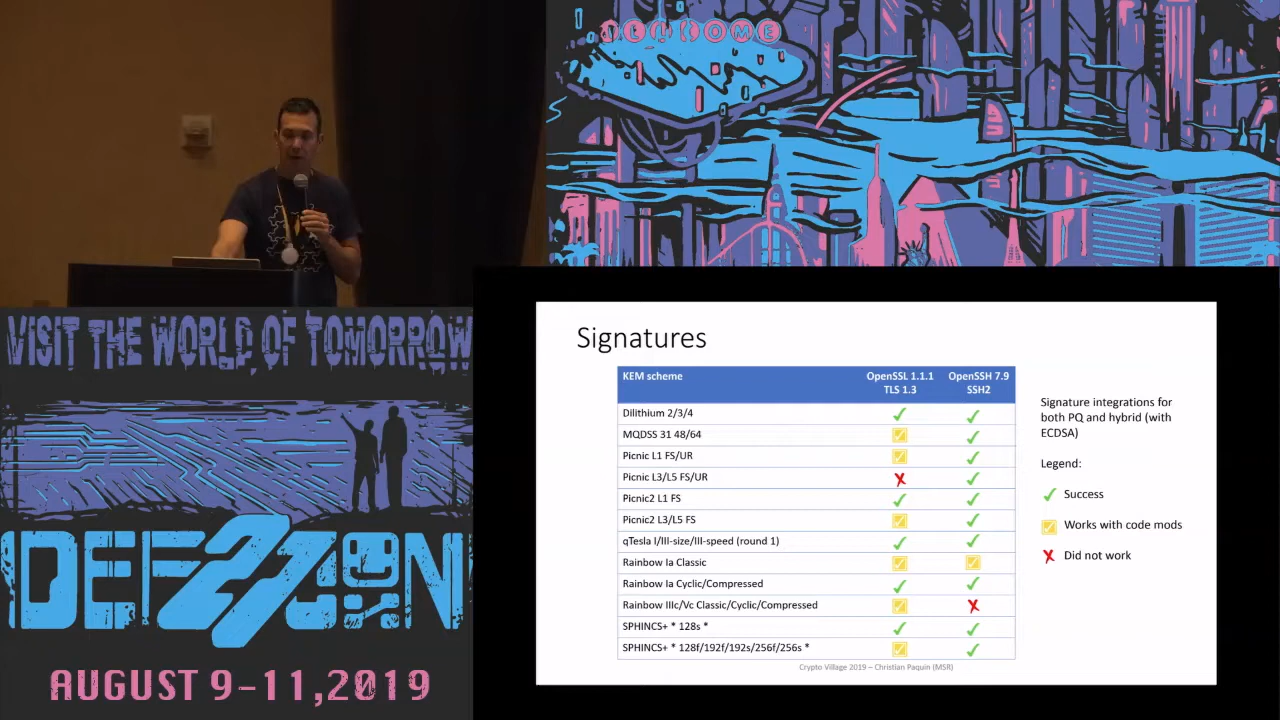 WELCOME
VISIT THE WORLD OF TOMORROW
DEF 27 CON
AUGUST 9-11, 2019
Signatures
KEM scheme OpenSSL 1.1.1 TLS 1.3 OpenSSH 7.9 SSH2
Dilithium 2/3/4
MQDSS 31 48/64
Picnic L1 FS/UR
Picnic L3/L5 FS/UR
Picnic2 L1 FS
Picnic2 L3/L5 FS
qTesla I/III-size/III-speed (round 1)
Rainbow Ia Classic
Rainbow Ia Cyclic/Compressed
Rainbow IIIc/Vc Classic/Cyclic/Compressed
SPHINCS+ * 128s *
SPHINCS+ * 128f/192f/192s/256f/256s *
Signature integrations for
both PQ and hybrid (with
ECDSA)
Legend:
Success
Works with code mods
Did not work
Crypto Village 2019 – Christian Paquin (MSR)